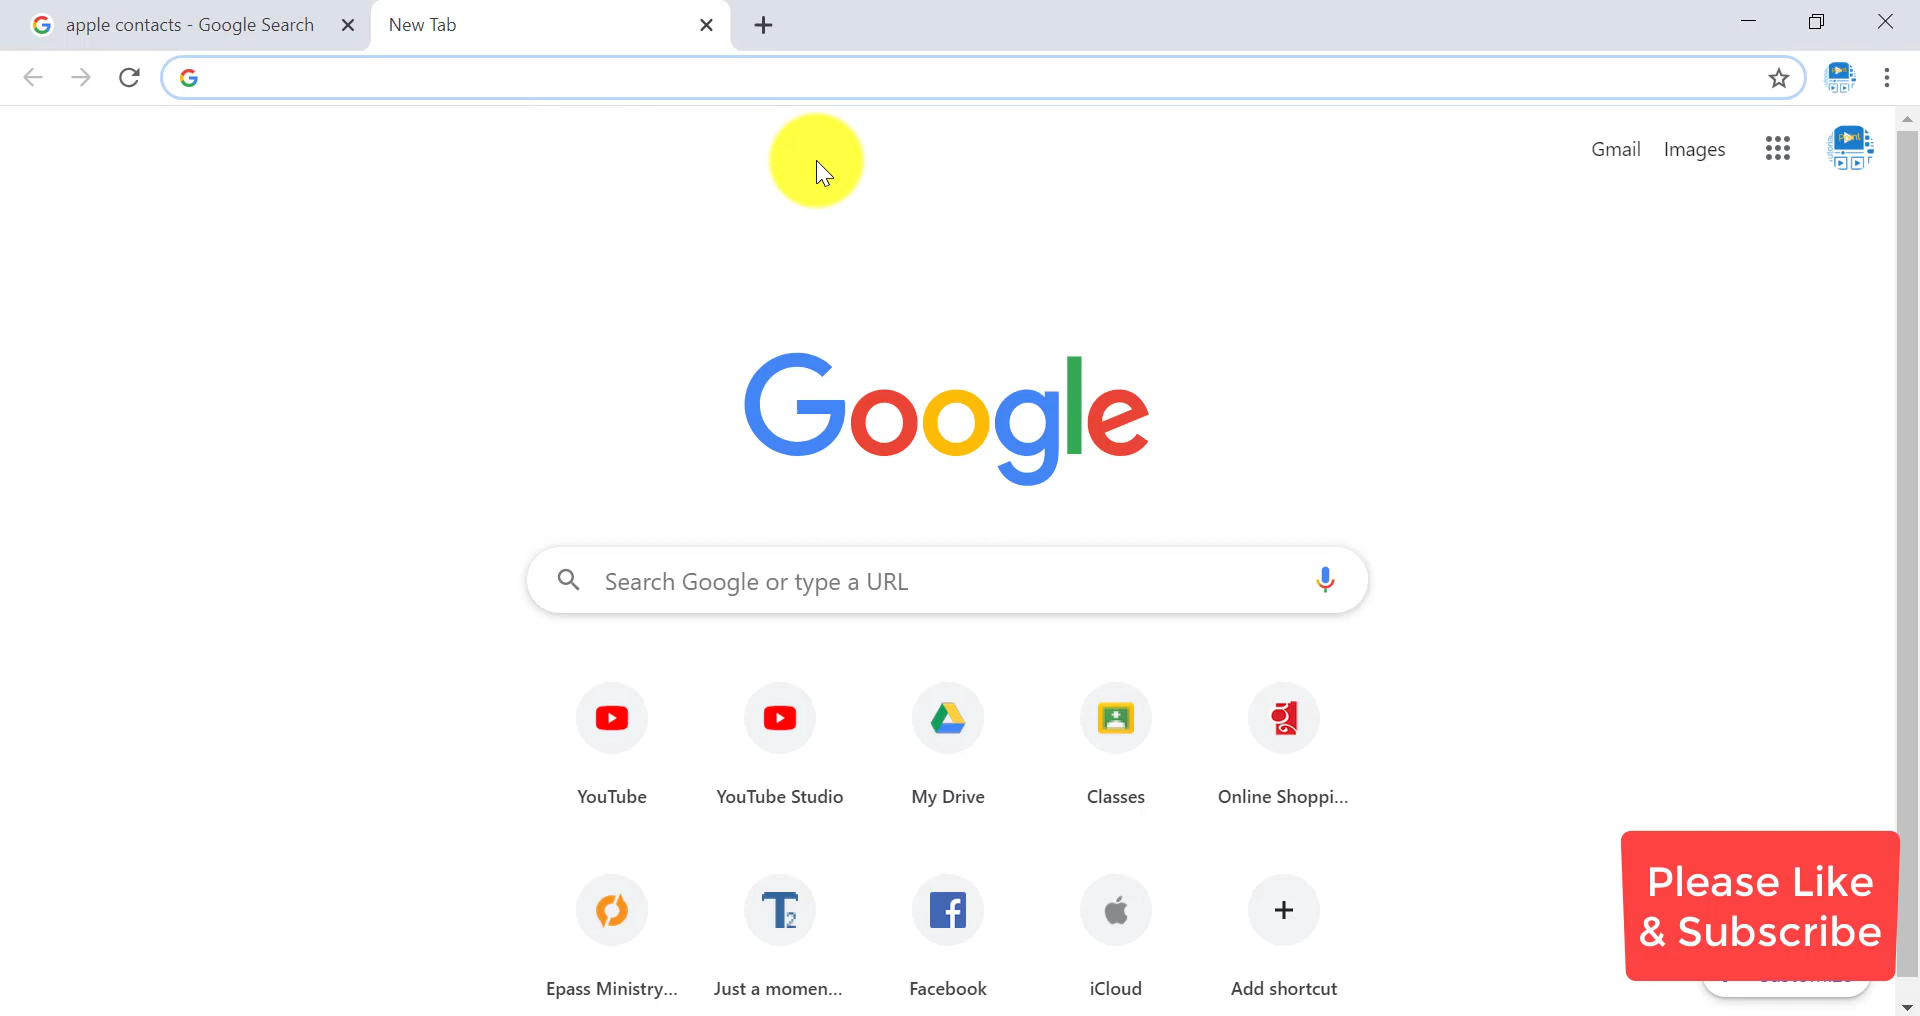 apple contacts - Google Search
New Tab
Gmail Images
Google
Search Google or type a URL
YouTube
YouTube Studio
My Drive
Classes
Online Shoppi...
Epass Ministry...
Just a momen...
Facebook
iCloud
Add shortcut
Please Like
& Subscribe